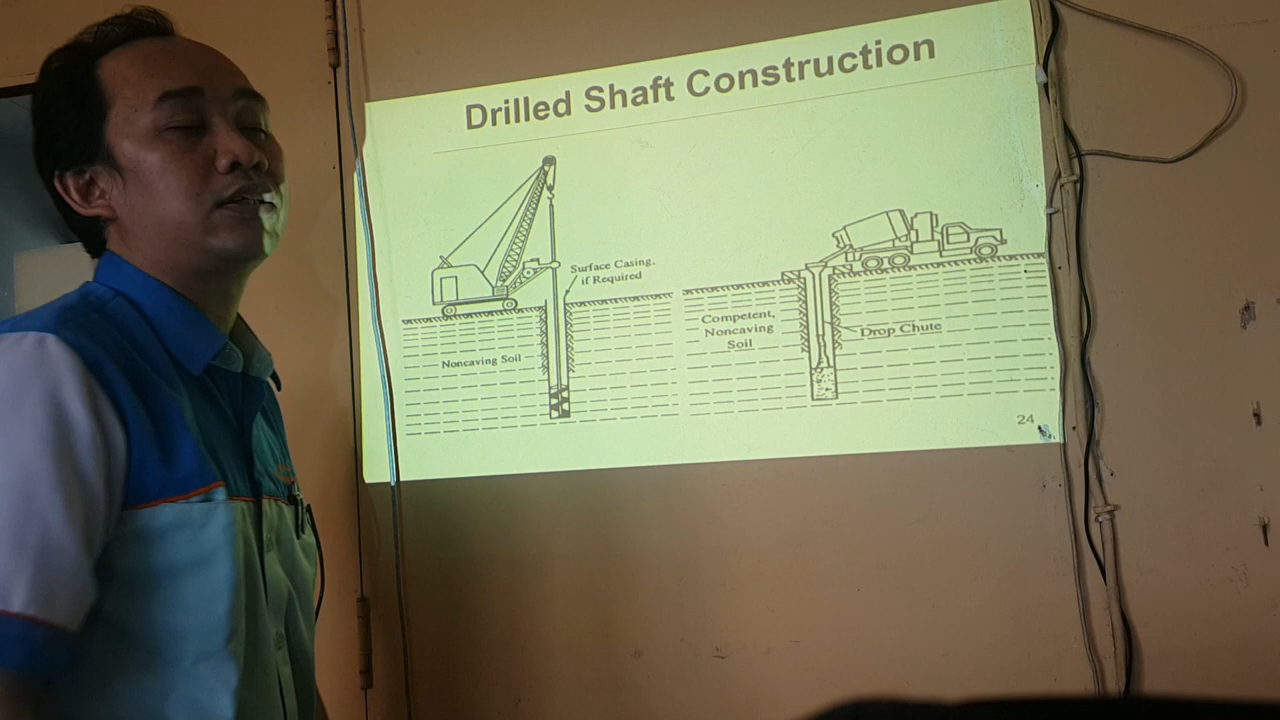 Drilled Shaft Construction
Surface Casing,
if Required
Noncaving Soil
Competent,
Noncaving
Soil
Drop Chute
24